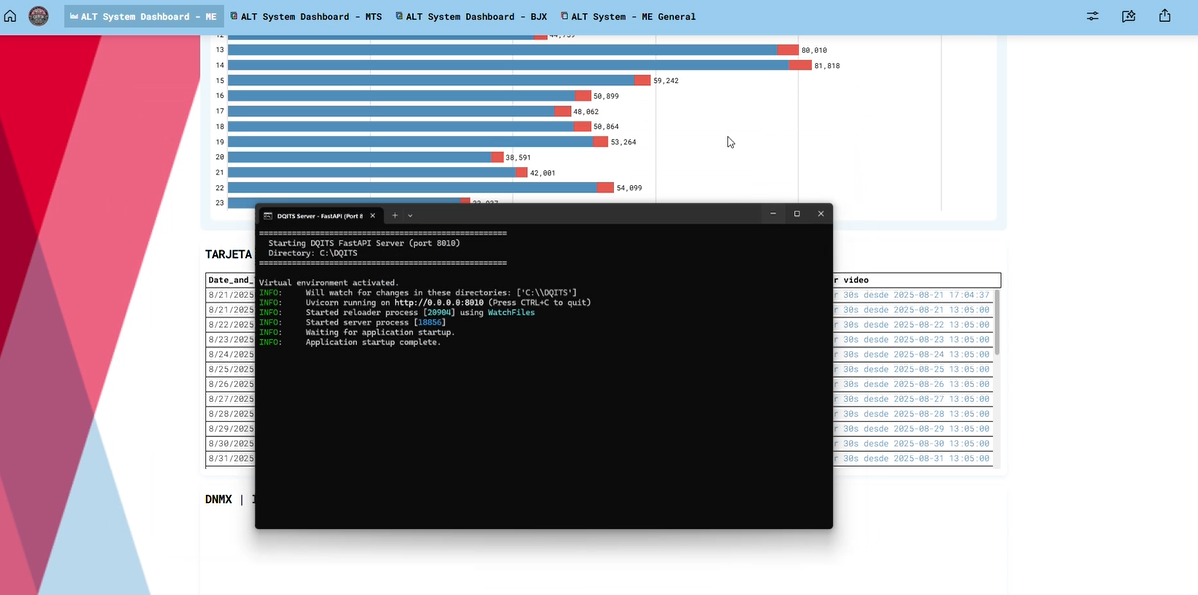 ALT System Dashboard - ME
ALT System Dashboard - MTS
ALT System Dashboard - BJX
ALT System - ME General
13 80,010
14 81,818
15 59,242
16 50,899
17 48,062
18 50,864
19 53,264
20 38,591
21 42,001
22 54,099
23
DQITS Server - FastAPI (Port 8
==================================================
Starting DQITS FastAPI Server (port 8010)
Directory: C:\DQITS
==================================================
Virtual environment activated.
INFO: Will watch for changes in these directories: ['C:\\DQITS']
INFO: Uvicorn running on http://0.0.0.0:8010 (Press CTRL+C to quit)
INFO: Started reloader process [20904] using WatchFiles
INFO: Started server process [18856]
INFO: Waiting for application startup.
INFO: Application startup complete.
TARJETA
Date_and_ r video
8/21/2025 r 30s desde 2025-08-21 17:04:37
8/21/2025 r 30s desde 2025-08-21 13:05:00
8/22/2025 r 30s desde 2025-08-22 13:05:00
8/23/2025 r 30s desde 2025-08-23 13:05:00
8/24/2025 r 30s desde 2025-08-24 13:05:00
8/25/2025 r 30s desde 2025-08-25 13:05:00
8/26/2025 r 30s desde 2025-08-26 13:05:00
8/27/2025 r 30s desde 2025-08-27 13:05:00
8/28/2025 r 30s desde 2025-08-28 13:05:00
8/29/2025 r 30s desde 2025-08-29 13:05:00
8/30/2025 r 30s desde 2025-08-30 13:05:00
8/31/2025 r 30s desde 2025-08-31 13:05:00
DNMX |